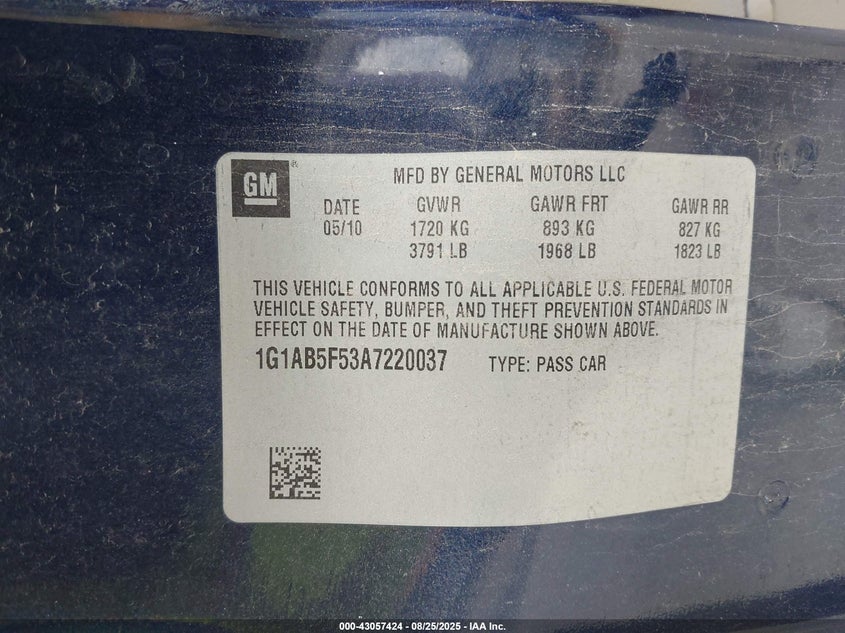 GM®
MFD BY GENERAL MOTORS LLC
DATE GVWR GAWR FRT GAWR RR
05/10 1720 KG 893 KG 827 KG
3791 LB 1968 LB 1823 LB
THIS VEHICLE CONFORMS TO ALL APPLICABLE U.S. FEDERAL MOTOR
VEHICLE SAFETY, BUMPER, AND THEFT PREVENTION STANDARDS IN
EFFECT ON THE DATE OF MANUFACTURE SHOWN ABOVE.
1G1AB5F53A7220037 TYPE: PASS CAR
000-43057424 - 08/25/2025 - IAA Inc.